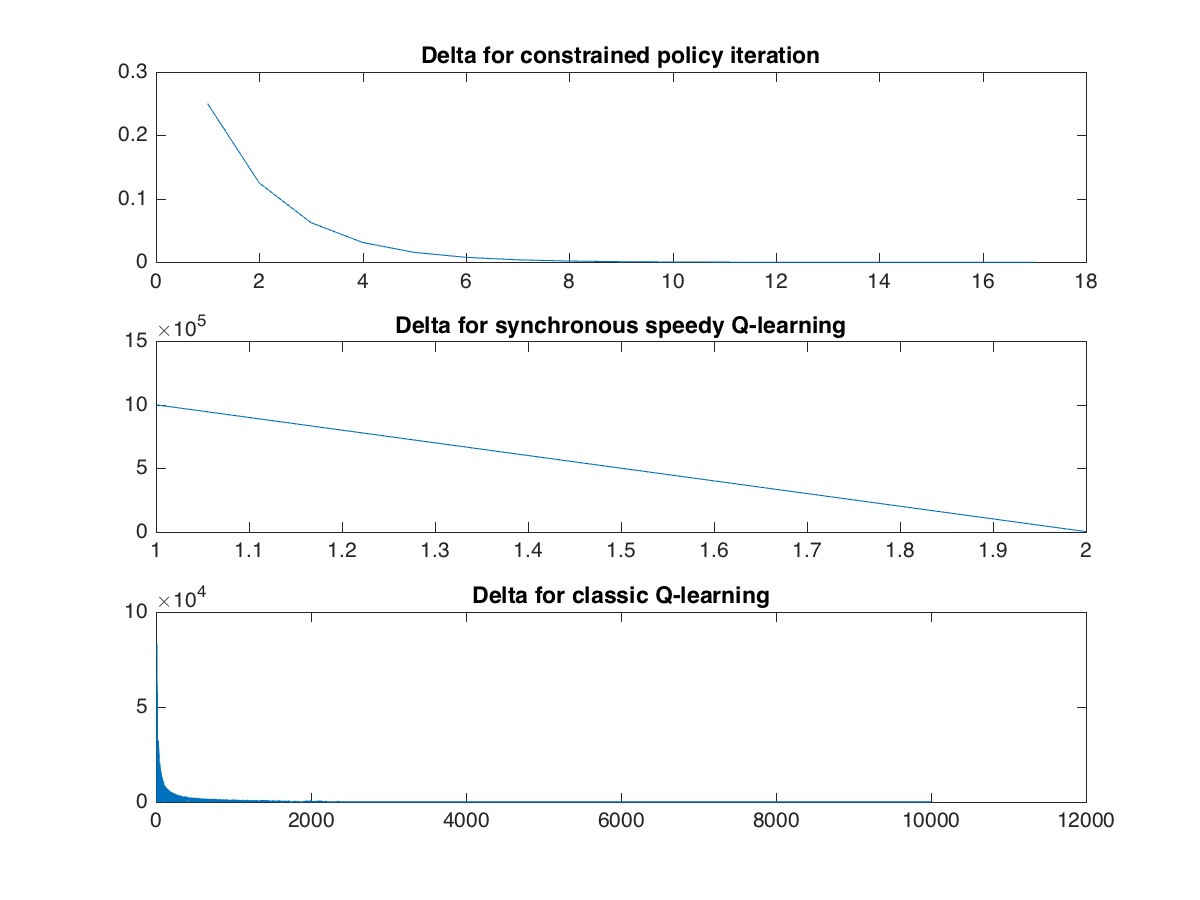 Delta for constrained policy iteration
0.3
0.2
0.1
0
0 2 4 6 8 10 12 14 16 18
Delta for synchronous speedy Q-learning
×10^5
15
10
5
0
1 1.1 1.2 1.3 1.4 1.5 1.6 1.7 1.8 1.9 2
Delta for classic Q-learning
×10^4
10
5
0
0 2000 4000 6000 8000 10000 12000